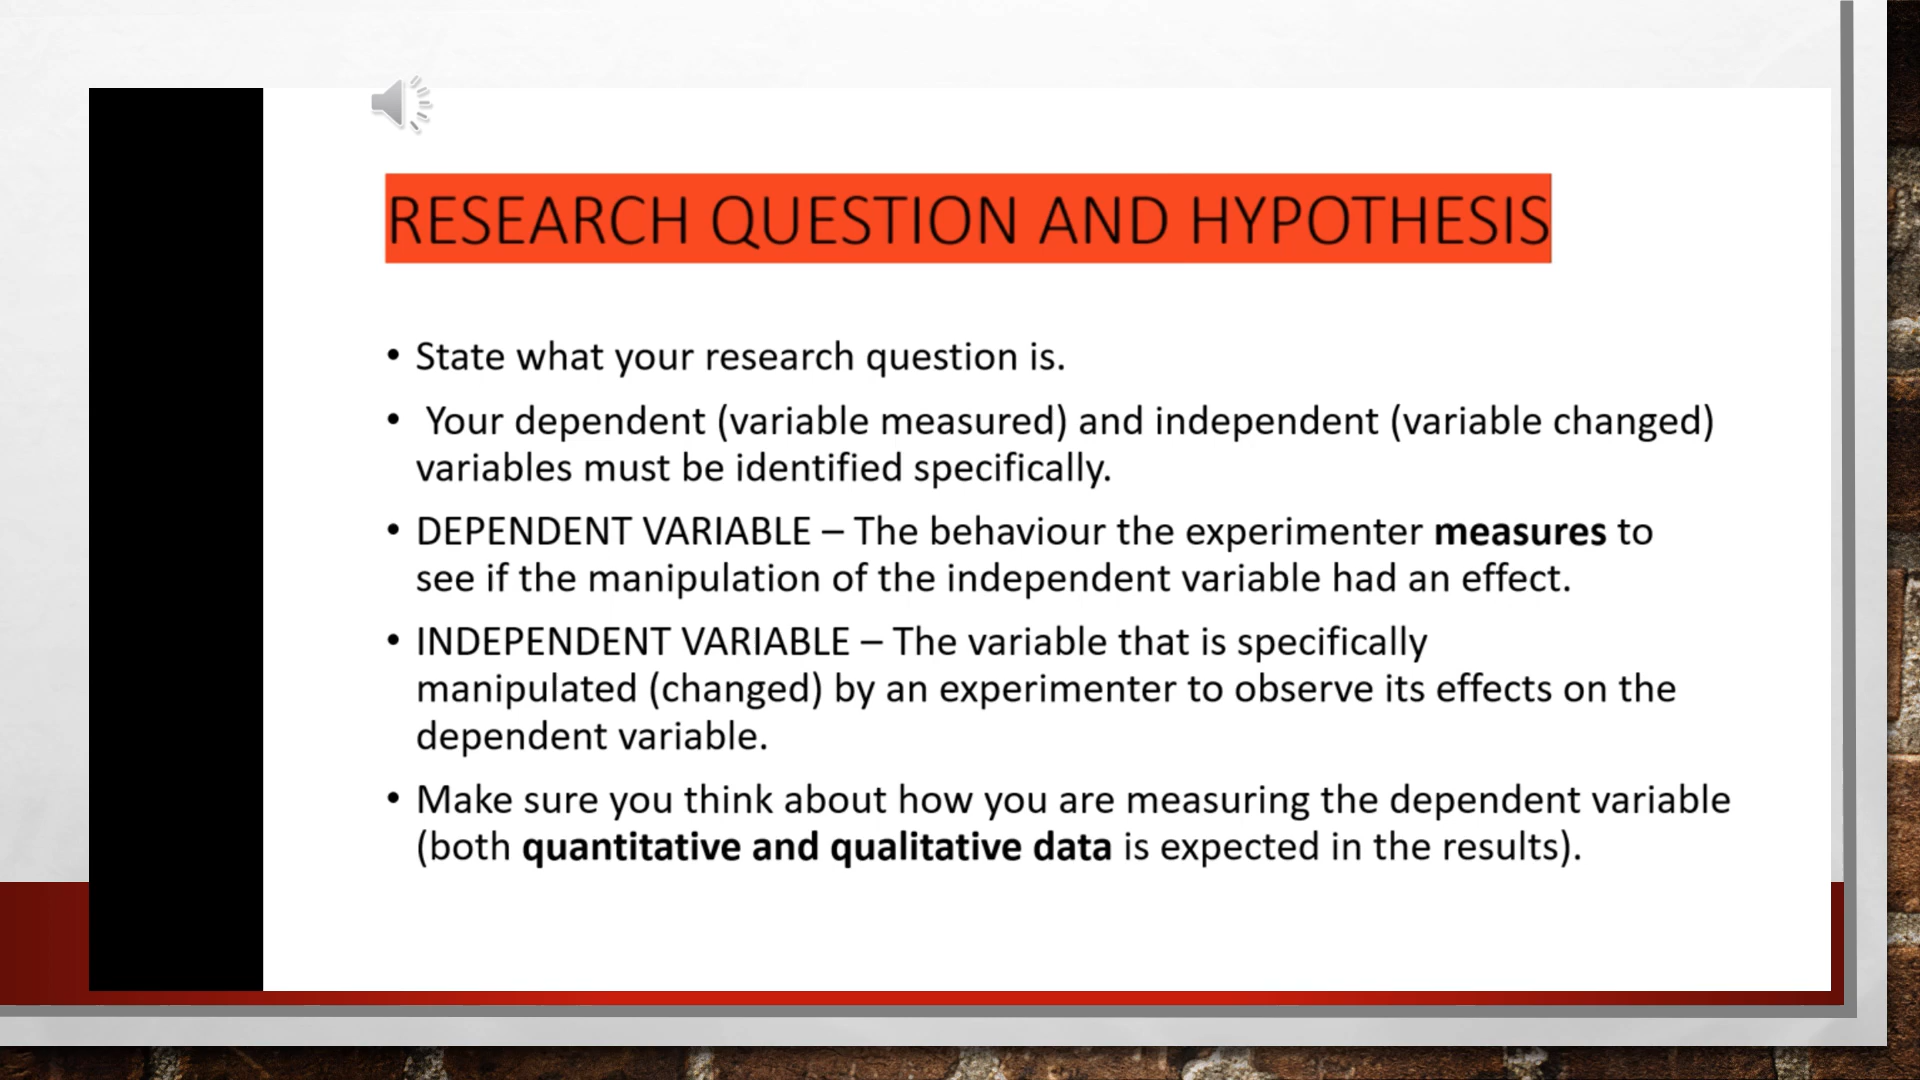 RESEARCH QUESTION AND HYPOTHESIS
• State what your research question is.
• Your dependent (variable measured) and independent (variable changed)
variables must be identified specifically.
• DEPENDENT VARIABLE – The behaviour the experimenter measures to
see if the manipulation of the independent variable had an effect.
• INDEPENDENT VARIABLE – The variable that is specifically
manipulated (changed) by an experimenter to observe its effects on the
dependent variable.
• Make sure you think about how you are measuring the dependent variable
(both quantitative and qualitative data is expected in the results).